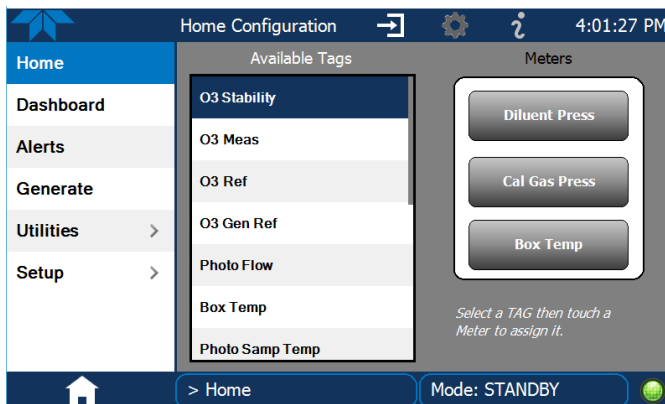 Home Configuration
4:01:27 PM
Home
Dashboard
Alerts
Generate
Utilities
Setup
Available Tags
O3 Stability
O3 Meas
O3 Ref
O3 Gen Ref
Photo Flow
Box Temp
Photo Samp Temp
Meters
Diluent Press
Cal Gas Press
Box Temp
Select a TAG then touch a
Meter to assign it.
> Home
Mode: STANDBY